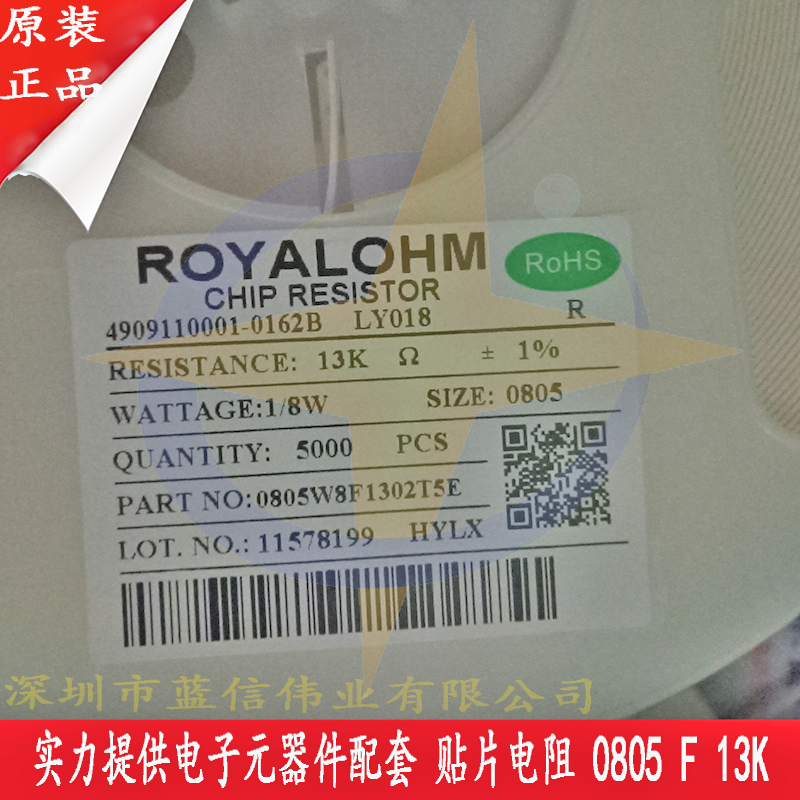 原装
正品
ROYALOHM
RoHS
CHIP RESISTOR
4909110001-0162B LY018 R
RESISTANCE: 13K Ω ± 1%
WATTAGE:1/8W SIZE: 0805
QUANTITY: 5000 PCS
PART NO:0805W8F1302T5E
LOT. NO.: 11578199 HYLX
深圳市蓝信伟业有限公司
实力提供电子元器件配套 贴片电阻 0805 F 13K